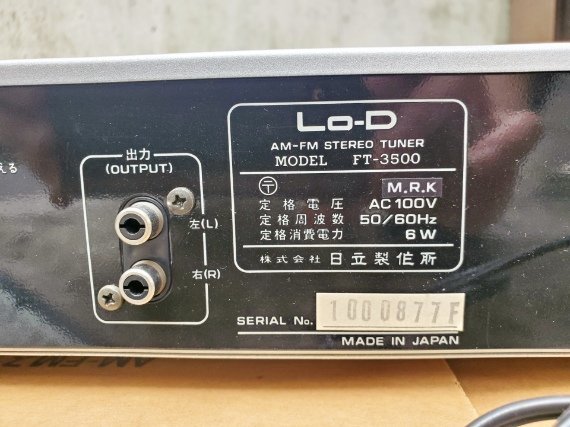 える
出力
(OUTPUT)
左(L)
右(R)
Lo-D
AM-FM STEREO TUNER
MODEL FT-3500
〒 M.R.K
定格電圧 AC100V
定格周波数 50/60Hz
定格消費電力 6W
株式会社 日立製作所
SERIAL No. 1000877F
MADE IN JAPAN